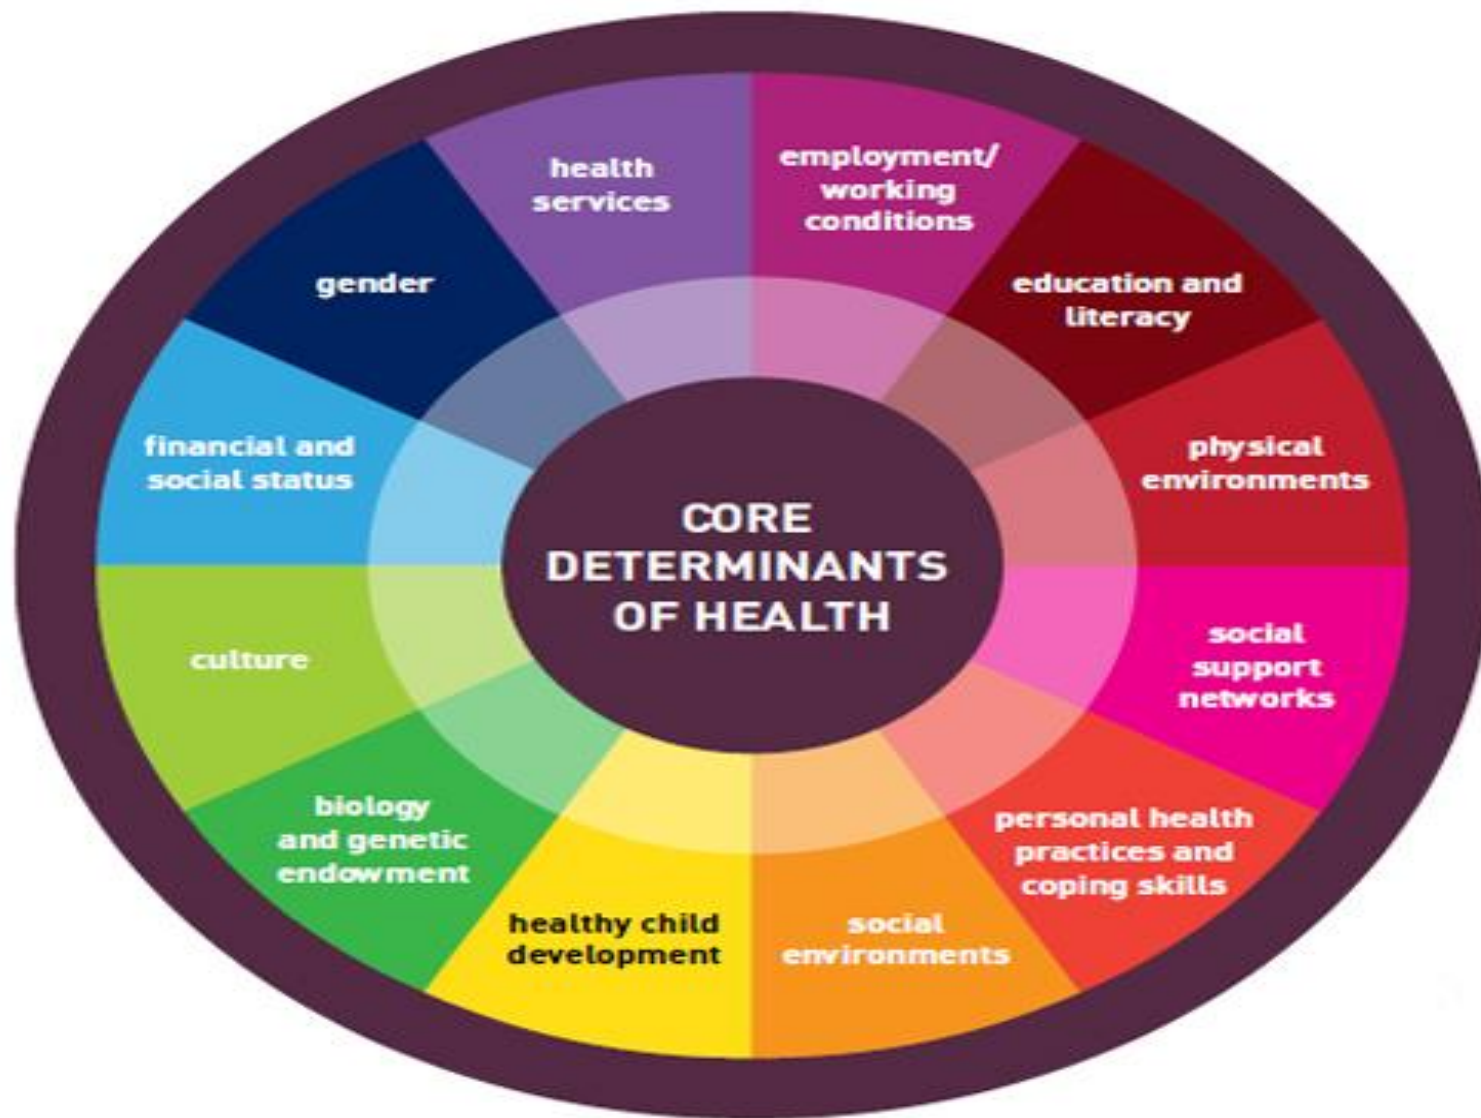 CORE
DETERMINANTS
OF HEALTH
employment/
working
conditions
education and
literacy
physical
environments
social
support
networks
personal health
practices and
coping skills
social
environments
healthy child
development
biology
and genetic
endowment
culture
financial and
social status
gender
health
services